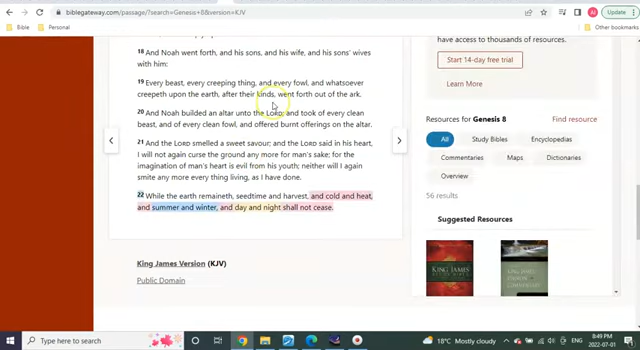 biblegateway.com/passage/?search=Genesis+8&version=KJV
Update
Bible
Personal
Other bookmarks
18 And Noah went forth, and his sons, and his wife, and his sons' wives
with him:
19 Every beast, every creeping thing, and every fowl, and whatsoever
creepeth upon the earth, after their kinds, went forth out of the ark.
20 And Noah builded an altar unto the Lord; and took of every clean
beast, and of every clean fowl, and offered burnt offerings on the altar.
21 And the Lord smelled a sweet savour; and the Lord said in his heart,
I will not again curse the ground any more for man's sake; for the
imagination of man's heart is evil from his youth; neither will I again
smite any more every thing living, as I have done.
22 While the earth remaineth, seedtime and harvest, and cold and heat,
and summer and winter, and day and night shall not cease.
King James Version (KJV)
Public Domain
have access to thousands of resources.
Start 14-day free trial
Learn More
Resources for Genesis 8
Find resource
All
Study Bibles
Encyclopedias
Commentaries
Maps
Dictionaries
Overview
56 results
Suggested Resources
KING JAMES
KING JAMES
Type here to search
18°C Mostly cloudy
ENG
8:49 PM
2022-07-01